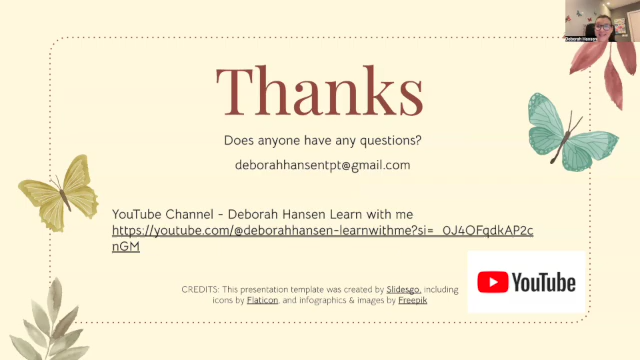 Deborah Hansen
Thanks
Does anyone have any questions?
deborahhansentpt@gmail.com
YouTube Channel - Deborah Hansen Learn with me
https://youtube.com/@deborahhansen-learnwithme?si=_0J4OFqdkAP2c
nGM
CREDITS: This presentation template was created by Slidesgo, including
icons by Flaticon, and infographics & images by Freepik
YouTube